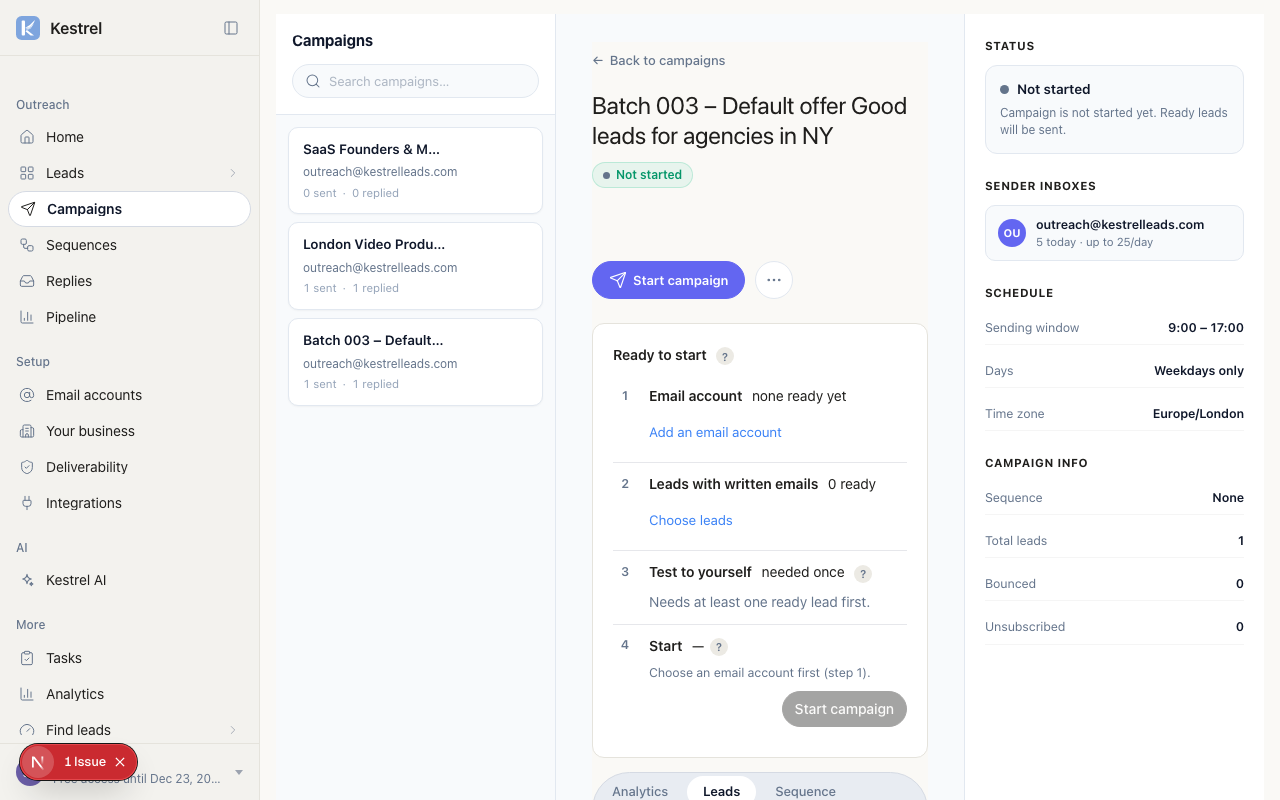 Kestrel
Outreach
Home
Leads
Campaigns
Sequences
Replies
Pipeline
Setup
Email accounts
Your business
Deliverability
Integrations
AI
Kestrel AI
More
Tasks
Analytics
Find leads
N 1 Issue
until Dec 23, 20...
Campaigns
Search campaigns...
SaaS Founders & M...
outreach@kestrelleads.com
0 sent · 0 replied
London Video Produ...
outreach@kestrelleads.com
1 sent · 1 replied
Batch 003 – Default...
outreach@kestrelleads.com
1 sent · 1 replied
← Back to campaigns
Batch 003 – Default offer Good
leads for agencies in NY
Not started
Start campaign
Ready to start ?
1 Email account none ready yet
Add an email account
2 Leads with written emails 0 ready
Choose leads
3 Test to yourself needed once ?
Needs at least one ready lead first.
4 Start — ?
Choose an email account first (step 1).
Start campaign
Analytics Leads Sequence
STATUS
Not started
Campaign is not started yet. Ready leads
will be sent.
SENDER INBOXES
OU
outreach@kestrelleads.com
5 today · up to 25/day
SCHEDULE
Sending window 9:00 – 17:00
Days Weekdays only
Time zone Europe/London
CAMPAIGN INFO
Sequence None
Total leads 1
Bounced 0
Unsubscribed 0